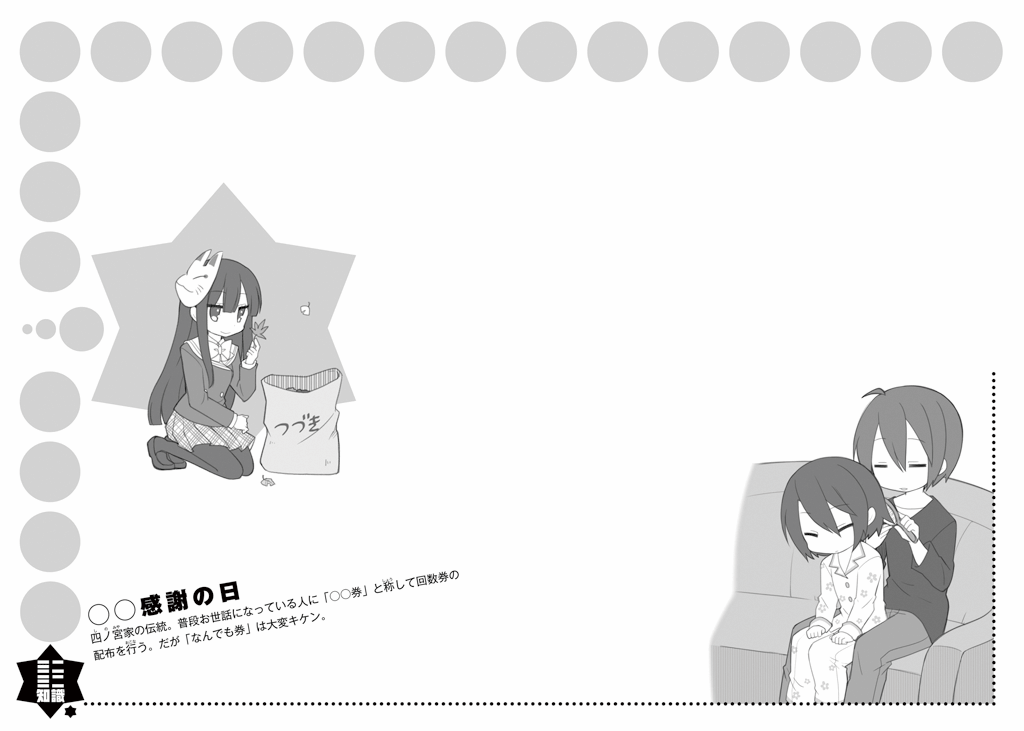 つづき
○○感謝の日
四ノ宮家の伝統。普段お世話になっている人に「○○券」と称して回数券の
配布を行う。だが「なんでも券」は大変キケン。
ミニ
知識